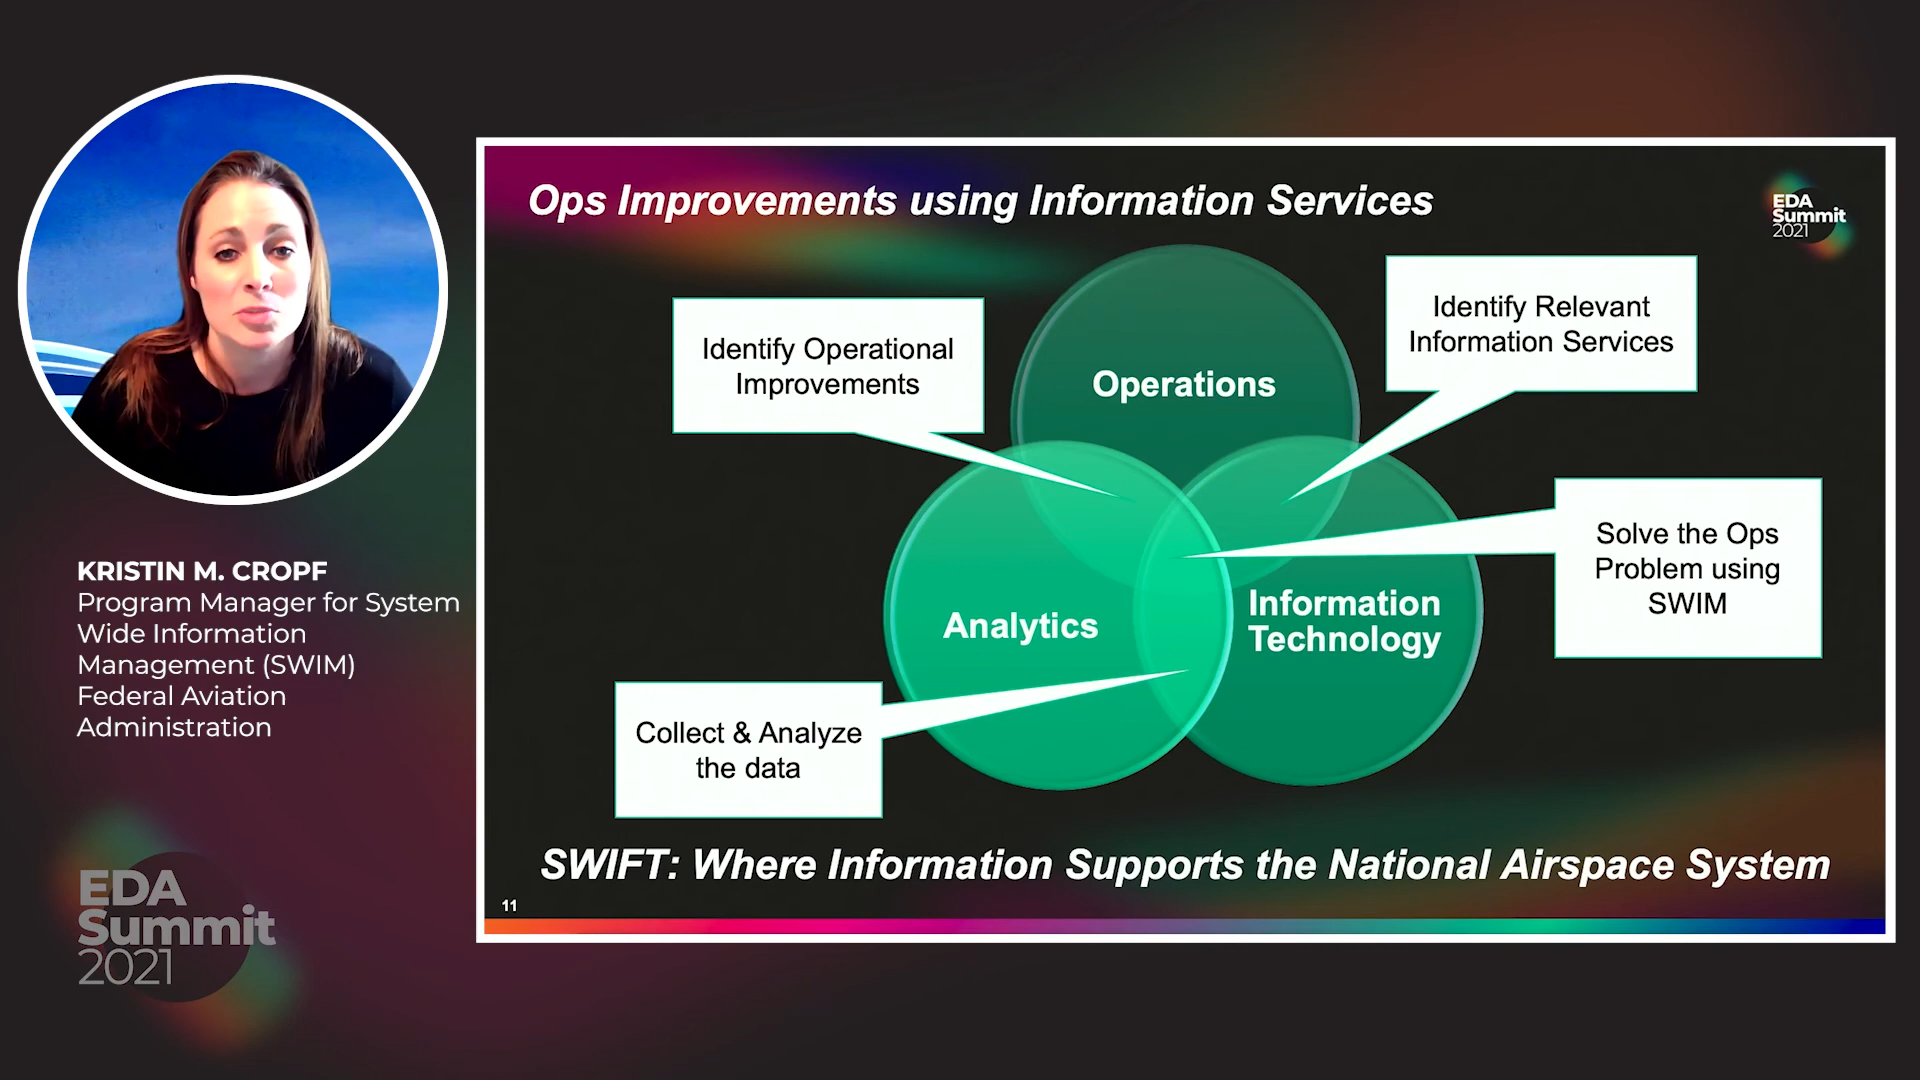 KRISTIN M. CROPF
Program Manager for System
Wide Information
Management (SWIM)
Federal Aviation
Administration
EDA
Summit
2021
Ops Improvements using Information Services
EDA
Summit
2021
Identify Operational
Improvements
Operations
Identify Relevant
Information Services
Analytics
Information
Technology
Solve the Ops
Problem using
SWIM
Collect & Analyze
the data
SWIFT: Where Information Supports the National Airspace System
11